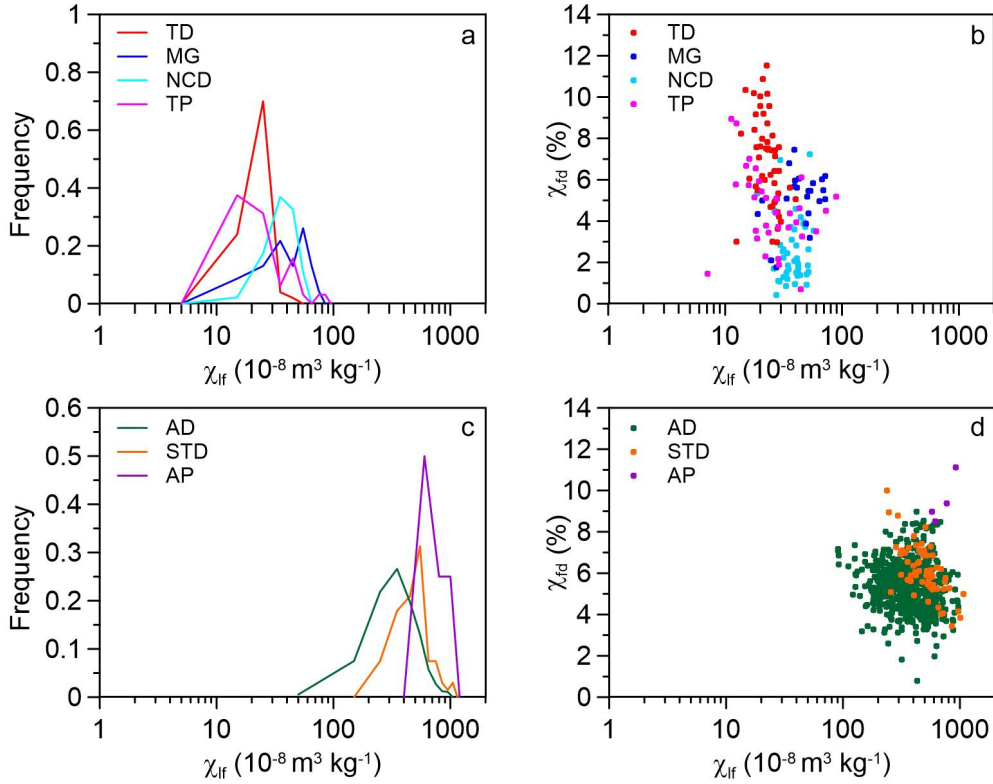 a
TD
MG
NCD
TP
Frequency
1
0.8
0.6
0.4
0.2
0
1 10 100 1000
χlf (10-8 m3 kg-1)
b
TD
MG
NCD
TP
χfd (%)
14
12
10
8
6
4
2
0
1 10 100 1000
χlf (10-8 m3 kg-1)
c
AD
STD
AP
Frequency
0.6
0.5
0.4
0.3
0.2
0.1
0
1 10 100 1000
χlf (10-8 m3 kg-1)
d
AD
STD
AP
χfd (%)
14
12
10
8
6
4
2
0
1 10 100 1000
χlf (10-8 m3 kg-1)